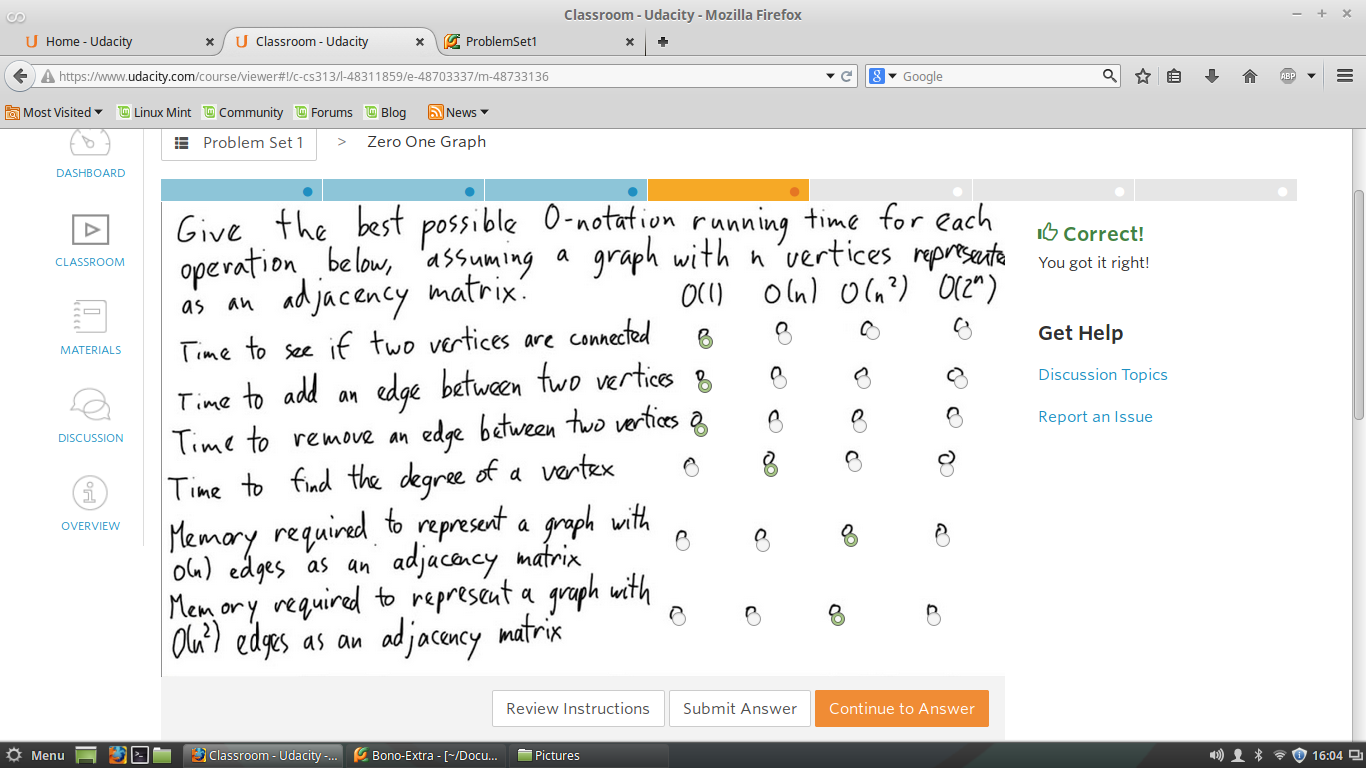 Classroom - Udacity - Mozilla Firefox
Home - Udacity
Classroom - Udacity
ProblemSet1
https://www.udacity.com/course/viewer#!/c-cs313/l-48311859/e-48703337/m-48733136
Google
ABP
Most Visited
Linux Mint
Community
Forums
Blog
News
DASHBOARD
CLASSROOM
MATERIALS
DISCUSSION
OVERVIEW
Problem Set 1 > Zero One Graph
Give the best possible O-notation running time for each
operation below, assuming a graph with n vertices represented
as an adjacency matrix.
O(1) O(n) O(n²) O(2ⁿ)
Time to see if two vertices are connected
Time to add an edge between two vertices
Time to remove an edge between two vertices
Time to find the degree of a vertex
Memory required to represent a graph with
O(n) edges as an adjacency matrix
Memory required to represent a graph with
O(n²) edges as an adjacency matrix
Correct!
You got it right!
Get Help
Discussion Topics
Report an Issue
Review Instructions
Submit Answer
Continue to Answer
Menu
Classroom - Udacity -...
Bono-Extra - [~/Docu...
Pictures
16:04